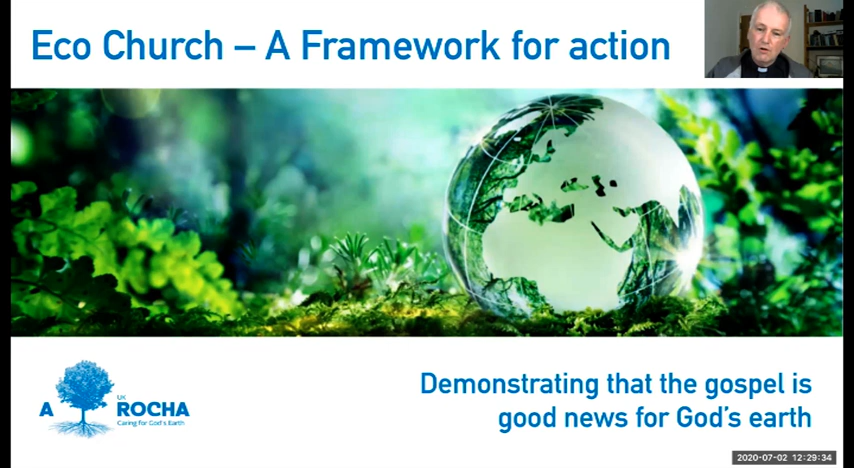 Eco Church – A Framework for action
A
UK
ROCHA
Caring for God's Earth
Demonstrating that the gospel is
good news for God's earth
2020-07-02 12:29:34